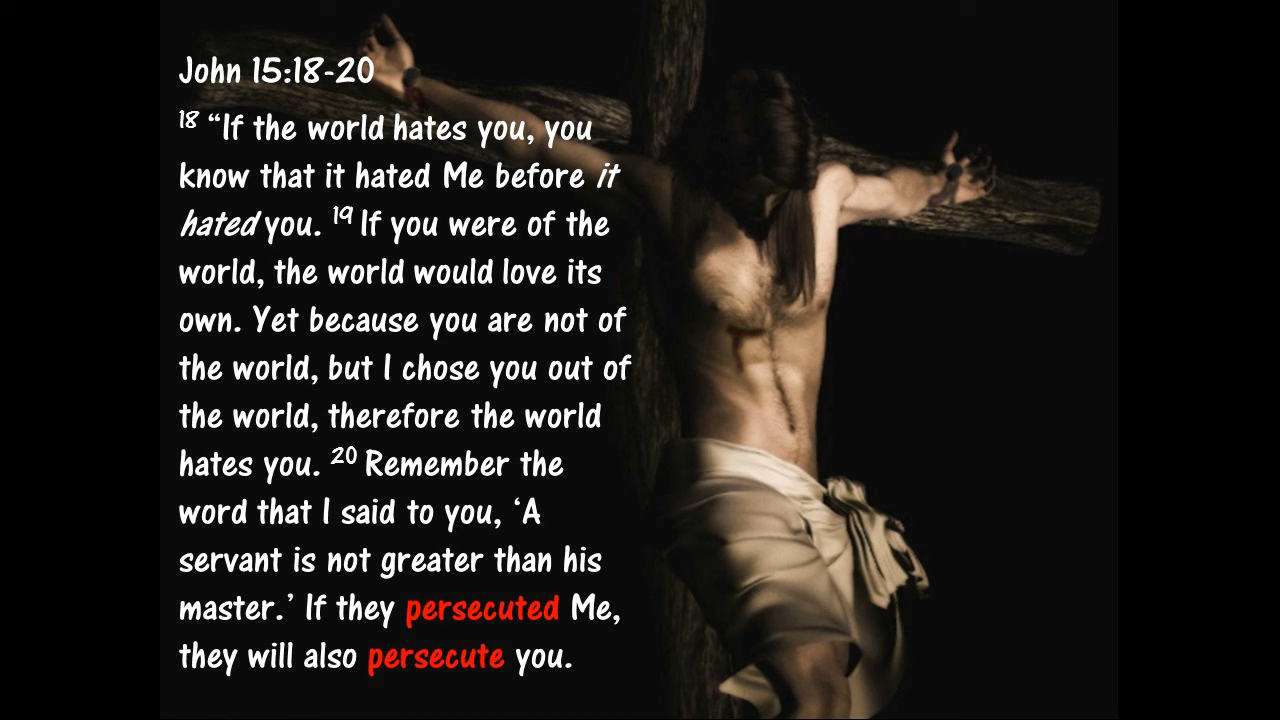 John 15:18-20
18 “If the world hates you, you
know that it hated Me before it
hated you. 19 If you were of the
world, the world would love its
own. Yet because you are not of
the world, but I chose you out of
the world, therefore the world
hates you. 20 Remember the
word that I said to you, ‘A
servant is not greater than his
master.’ If they persecuted Me,
they will also persecute you.